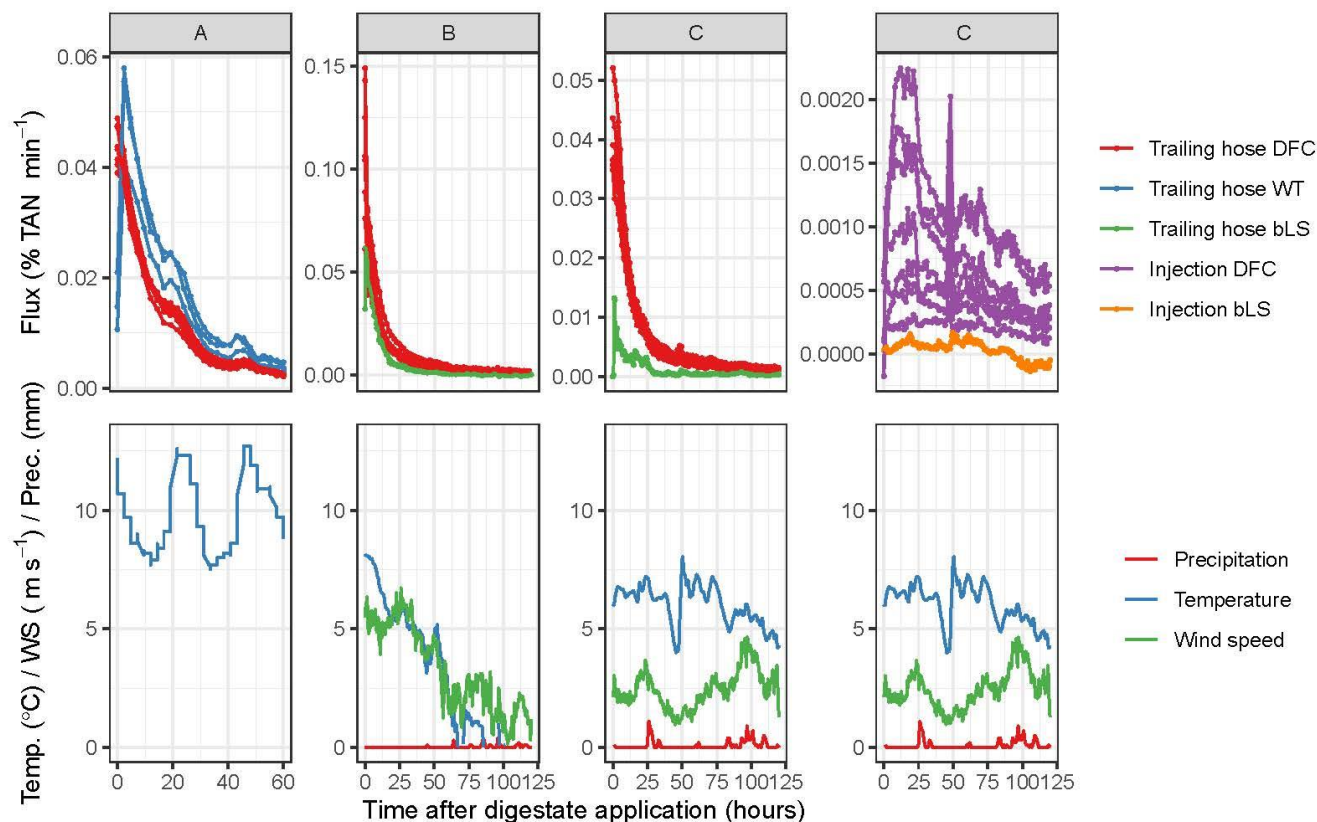 A
B
C
C
Flux (% TAN min⁻¹)
0.06
0.04
0.02
0.00
0.15
0.10
0.05
0.00
0.05
0.04
0.03
0.02
0.01
0.00
0.0020
0.0015
0.0010
0.0005
0.0000
Trailing hose DFC
Trailing hose WT
Trailing hose bLS
Injection DFC
Injection bLS
Temp. (°C) / WS ( m s⁻¹) / Prec. (mm)
10
5
0
10
5
0
10
5
0
10
5
0
Precipitation
Temperature
Wind speed
0 20 40 60
0 25 50 75 100 125
0 25 50 75 100 125
0 25 50 75 100 125
Time after digestate application (hours)